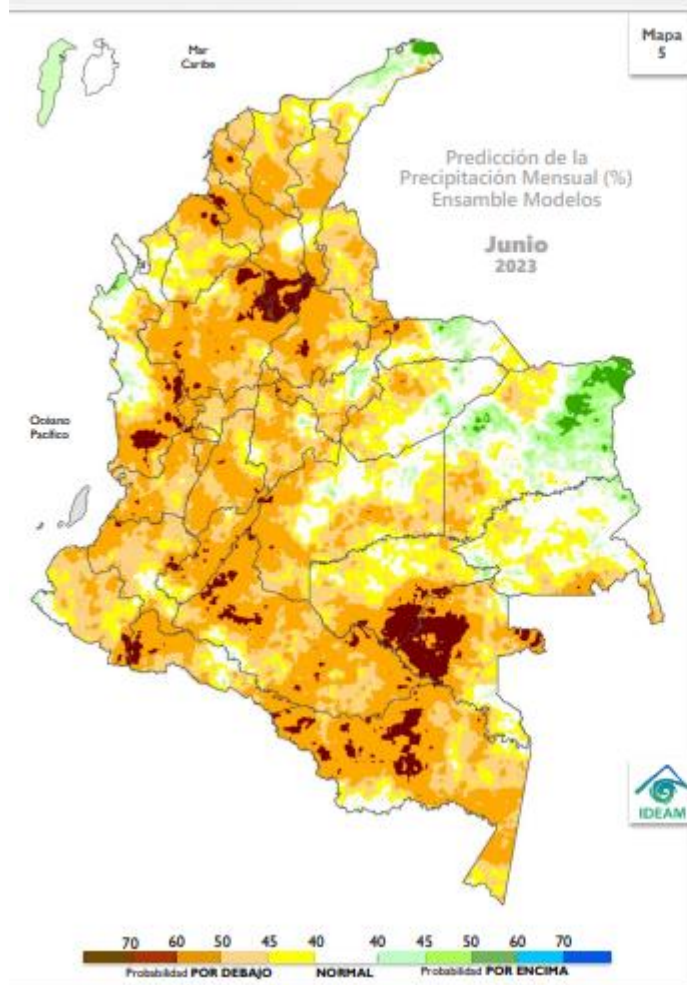 Mapa
5
Mar
Caribe
Predicción de la
Precipitación Mensual (%)
Ensamble Modelos
Junio
2023
Océano
Pacífico
IDEAM
70 60 50 45 40 40 45 50 60 70
Probabilidad POR DEBAJO NORMAL Probabilidad POR ENCIMA